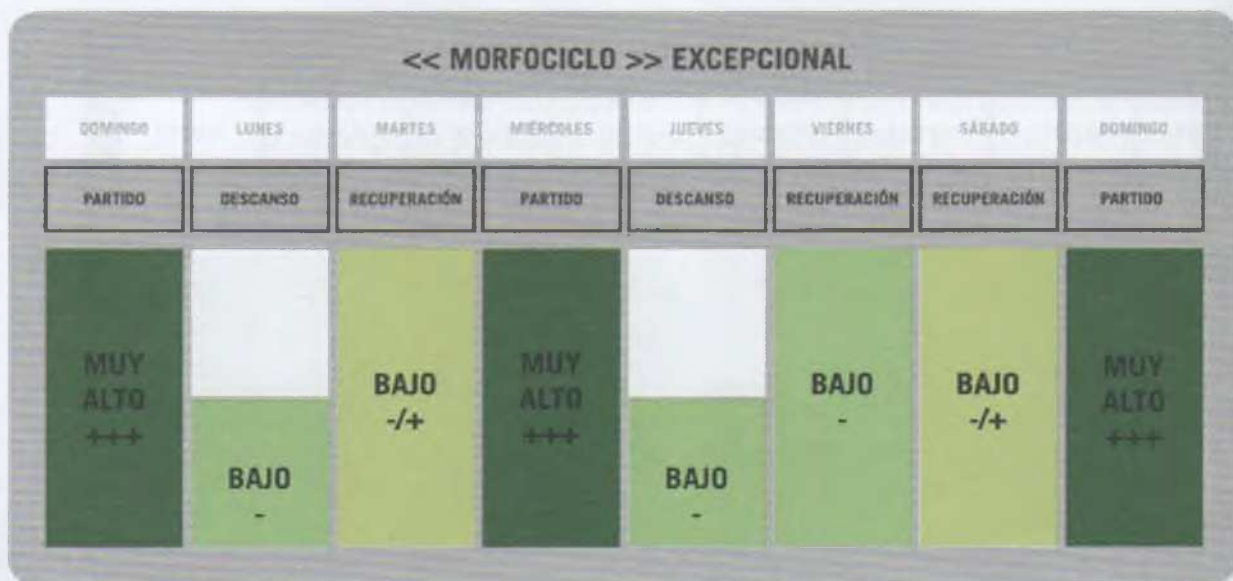 << MORFOCICLO >> EXCEPCIONAL
DOMINGO LUNES MARTES MIÉRCOLES JUEVES VIERNES SÁBADO DOMINGO
PARTIDO DESCANSO RECUPERACIÓN PARTIDO DESCANSO RECUPERACIÓN RECUPERACIÓN PARTIDO
MUY
ALTO
+++
BAJO
-
BAJO
-/+
MUY
ALTO
+++
BAJO
-
BAJO
-
BAJO
-/+
MUY
ALTO
+++